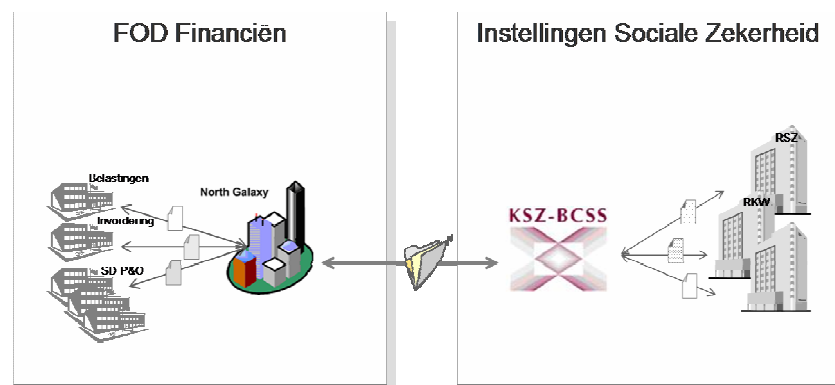 FOD Financiën
Instellingen Sociale Zekerheid
Belastingen
North Galaxy
Invordering
SD P&O
KSZ-BCSS
RSZ
RKW